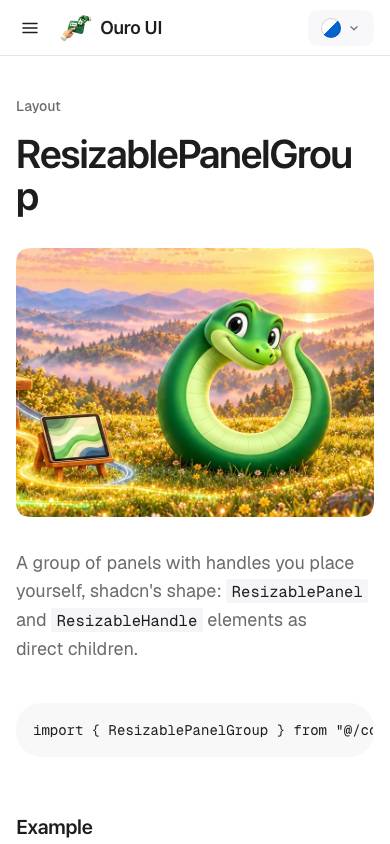 Ouro UI
Layout
ResizablePanelGrou
p
A group of panels with handles you place
yourself, shadcn's shape: ResizablePanel
and ResizableHandle elements as
direct children.
import { ResizablePanelGroup } from "@/co
Example